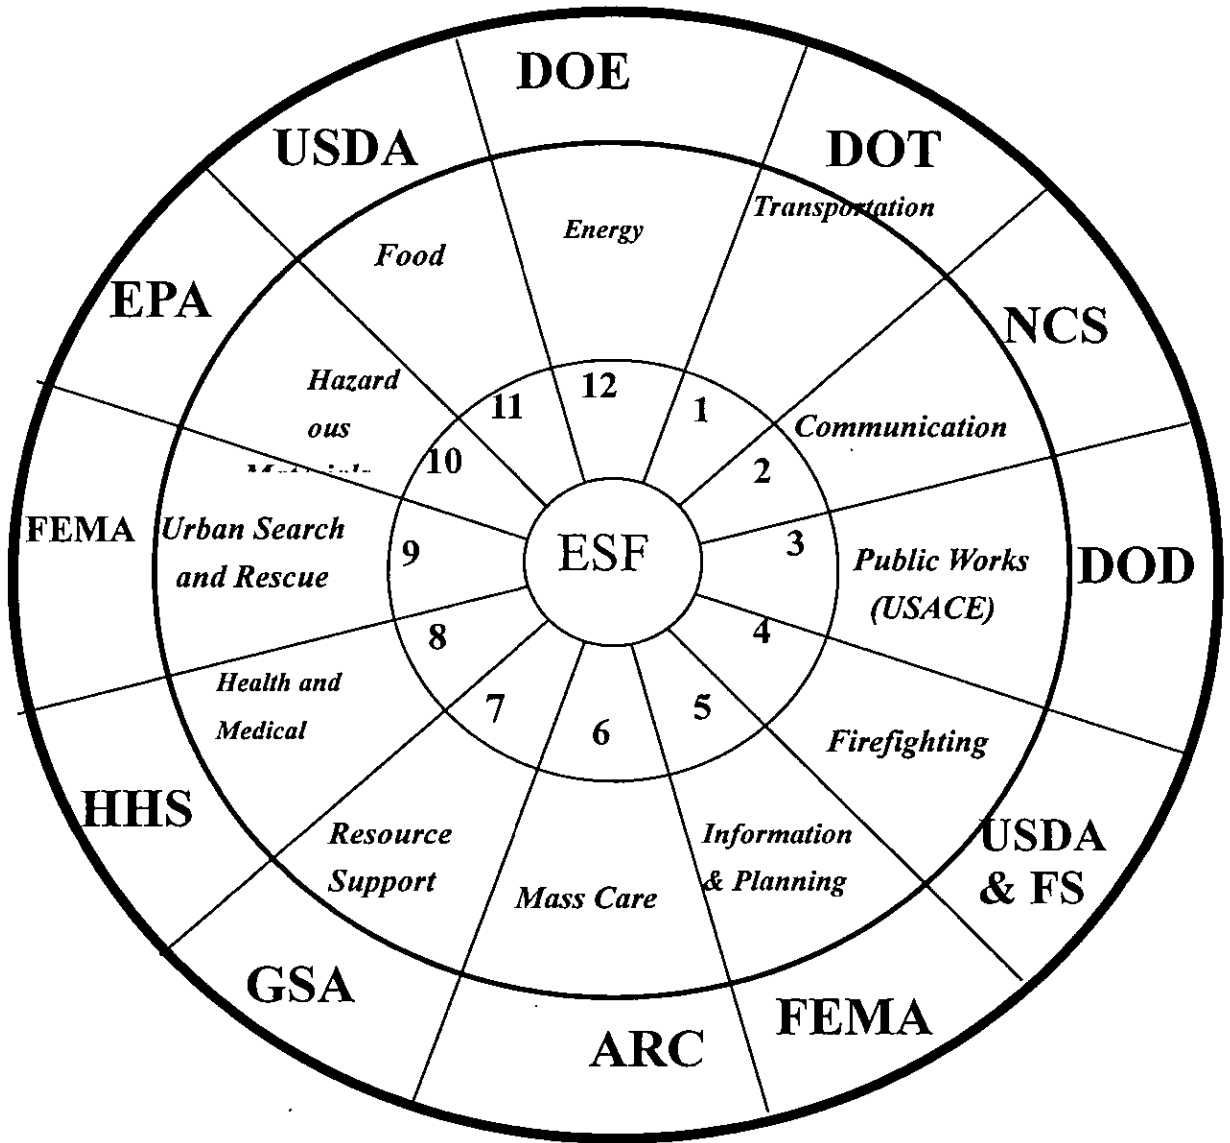 DOE
USDA
DOT
Transportation
Energy
Food
EPA
NCS
Hazard
ous
12
11
1
Communication
10
2
FEMA
Urban Search
and Rescue
9
ESF
3
Public Works
(USACE)
DOD
8
4
Health and
Medical
7
6
5
Firefighting
HHS
Resource
Support
Mass Care
Information
& Planning
USDA
& FS
GSA
ARC
FEMA